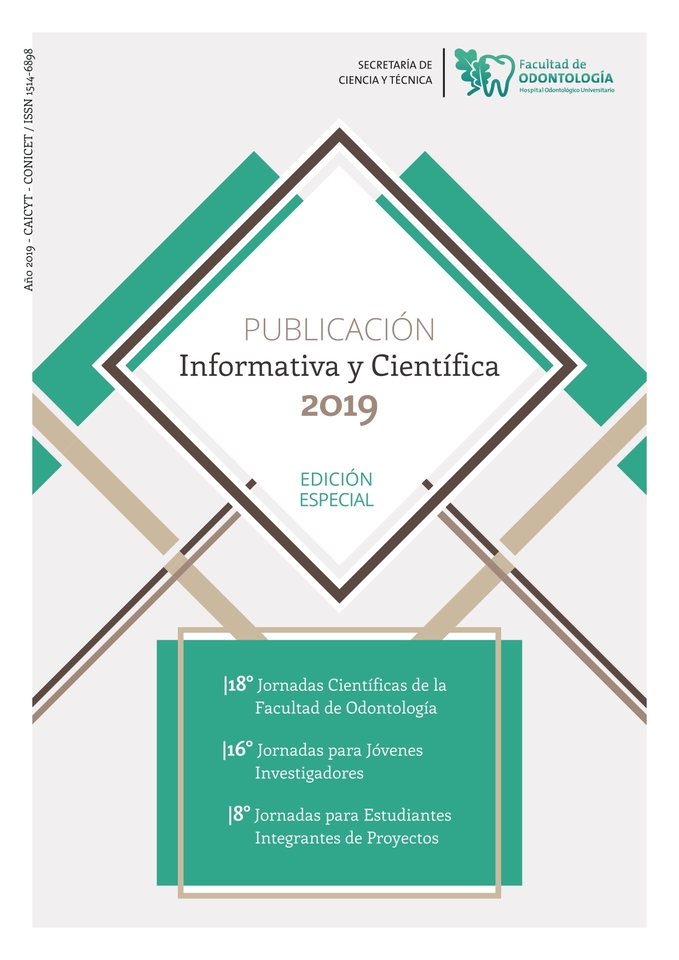 SECRETARÍA DE
CIENCIA Y TÉCNICA
Facultad de
ODONTOLOGÍA
Hospital Odontológico Universitario
Año 2019 - CAICYT - CONICET / ISSN 1514-6898
PUBLICACIÓN
Informativa y Científica
2019
EDICIÓN
ESPECIAL
|18° Jornadas Científicas de la
Facultad de Odontología
|16° Jornadas para Jóvenes
Investigadores
|8° Jornadas para Estudiantes
Integrantes de Proyectos